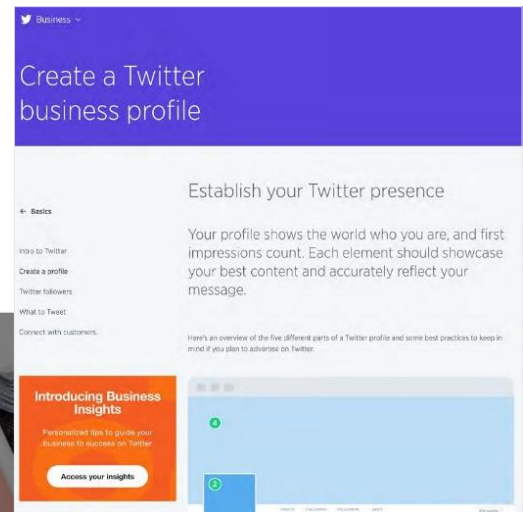 Business
Create a Twitter
business profile
← Basics
Intro to Twitter
Create a profile
Twitter followers
What to Tweet
Connect with customers
Establish your Twitter presence
Your profile shows the world who you are, and first
impressions count. Each element should showcase
your best content and accurately reflect your
message.
Here's an overview of the five different parts of a Twitter profile and some best practices to keep in
mind if you plan to advertise on Twitter.
Introducing Business
Insights
Personalized tips to guide your
Business to success on Twitter
Access your insights
4
2